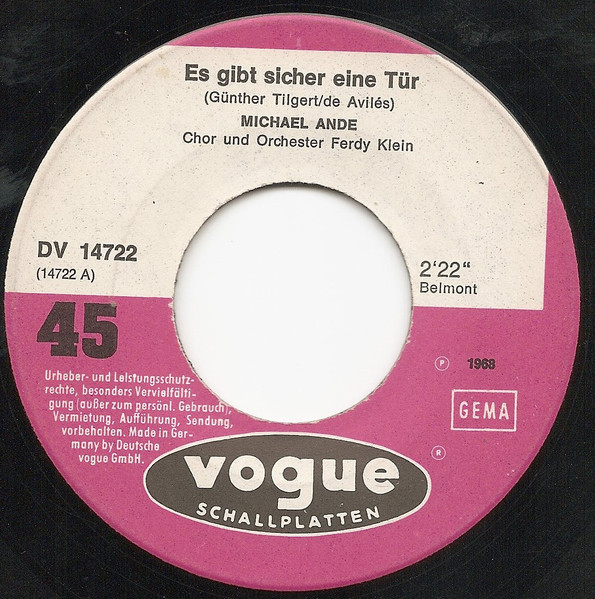 Es gibt sicher eine Tür
(Günther Tilgert/de Avilés)
MICHAEL ANDE
Chor und Orchester Ferdy Klein
DV 14722
(14722 A)
2'22"
Belmont
45
Ⓟ 1968
Urheber- und Leistungsschutz-
rechte, besonders Vervielfälti-
gung (außer zum persönl. Gebrauch),
Vermietung, Aufführung, Sendung,
vorbehalten. Made in Ger-
many by Deutsche
vogue GmbH.
GEMA
®
vogue
SCHALLPLATTEN